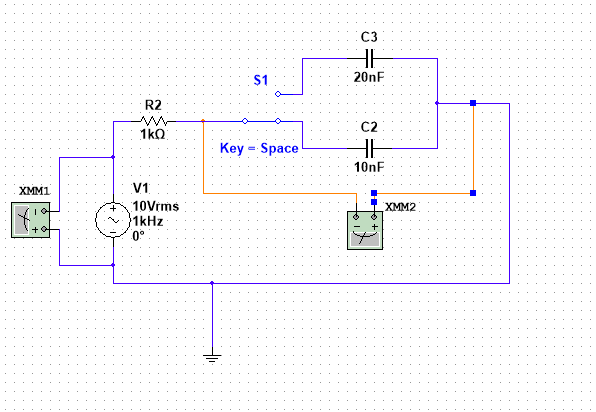 C3
20nF
S1
R2
1kΩ
C2
10nF
Key = Space
XMM1
V1
10Vrms
1kHz
0°
XMM2